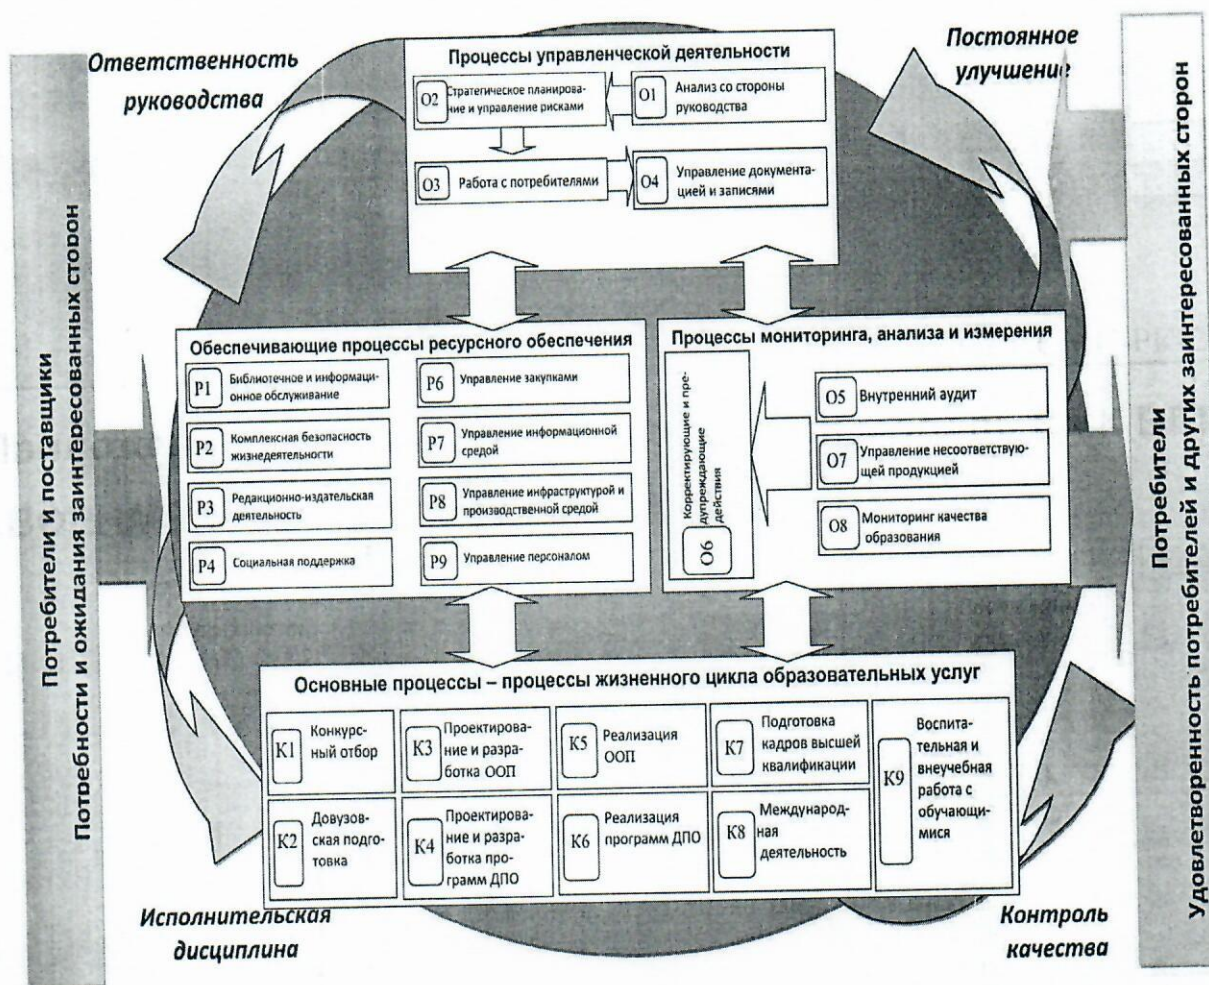 Ответственность
руководства
Постоянное
улучшение
Потребители и поставщики
Потребности и ожидания заинтересованных сторон
Процессы управленческой деятельности
О2
Стратегическое планирова-
ние и управление рисками
О1
Анализ со стороны
руководства
О3
Работа с потребителями
О4
Управление документа-
цией и записями
Обеспечивающие процессы ресурсного обеспечения
Р1
Библиотечное и информаци-
онное обслуживание
Р2
Комплексная безопасность
жизнедеятельности
Р3
Редакционно-издательская
деятельность
Р4
Социальная поддержка
Р6
Управление закупками
Р7
Управление информационной
средой
Р8
Управление инфраструктурой и
производственной средой
Р9
Управление персоналом
Процессы мониторинга, анализа и измерения
О6
Корректирующие и пре-
дупреждающие
действия
О5
Внутренний аудит
О7
Управление несоответствую-
щей продукцией
О8
Мониторинг качества
образования
Основные процессы – процессы жизненного цикла образовательных услуг
К1
Конкурс-
ный отбор
К2
Довузов-
ская подго-
товка
К3
Проектирова-
ние и разра-
ботка ООП
К4
Проектирова-
ние и разра-
ботка про-
грамм ДПО
К5
Реализация
ООП
К6
Реализация
программ ДПО
К7
Подготовка
кадров высшей
квалификации
К8
Международ-
ная
деятельность
К9
Воспита-
тельная и
внеучебная
работа с
обучающи-
мися
Исполнительская
дисциплина
Контроль
качества
Потребители
Удовлетворенность потребителей и других заинтересованных сторон